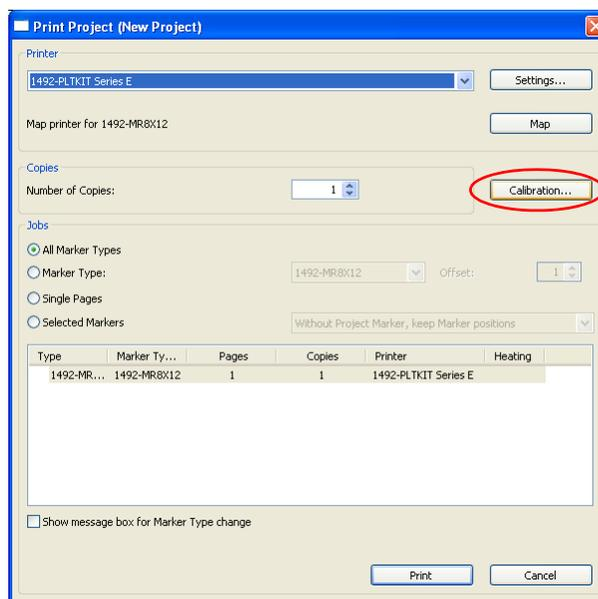 Print Project (New Project)
Printer
1492-PLTKIT Series E
Settings...
Map printer for 1492-MR8X12
Map
Copies
Number of Copies:
1
Calibration...
Jobs
All Marker Types
Marker Type:
1492-MR8X12
Offset:
1
Single Pages
Selected Markers
Without Project Marker, keep Marker positions
Type Marker Ty... Pages Copies Printer Heating
1492-MR... 1492-MR8X12 1 1 1492-PLTKIT Series E
Show message box for Marker Type change
Print
Cancel